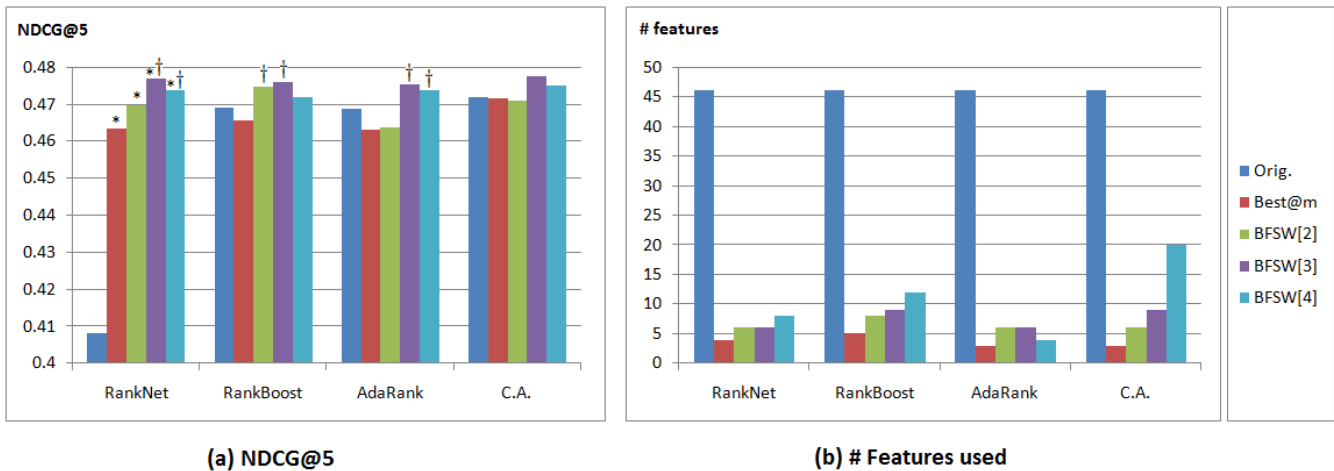 NDCG@5
0.48
0.47
0.46
0.45
0.44
0.43
0.42
0.41
0.4
* * *† *†
† †
† †
RankNet RankBoost AdaRank C.A.
(a) NDCG@5
# features
50
45
40
35
30
25
20
15
10
5
0
RankNet RankBoost AdaRank C.A.
(b) # Features used
Orig.
Best@m
BFSW[2]
BFSW[3]
BFSW[4]